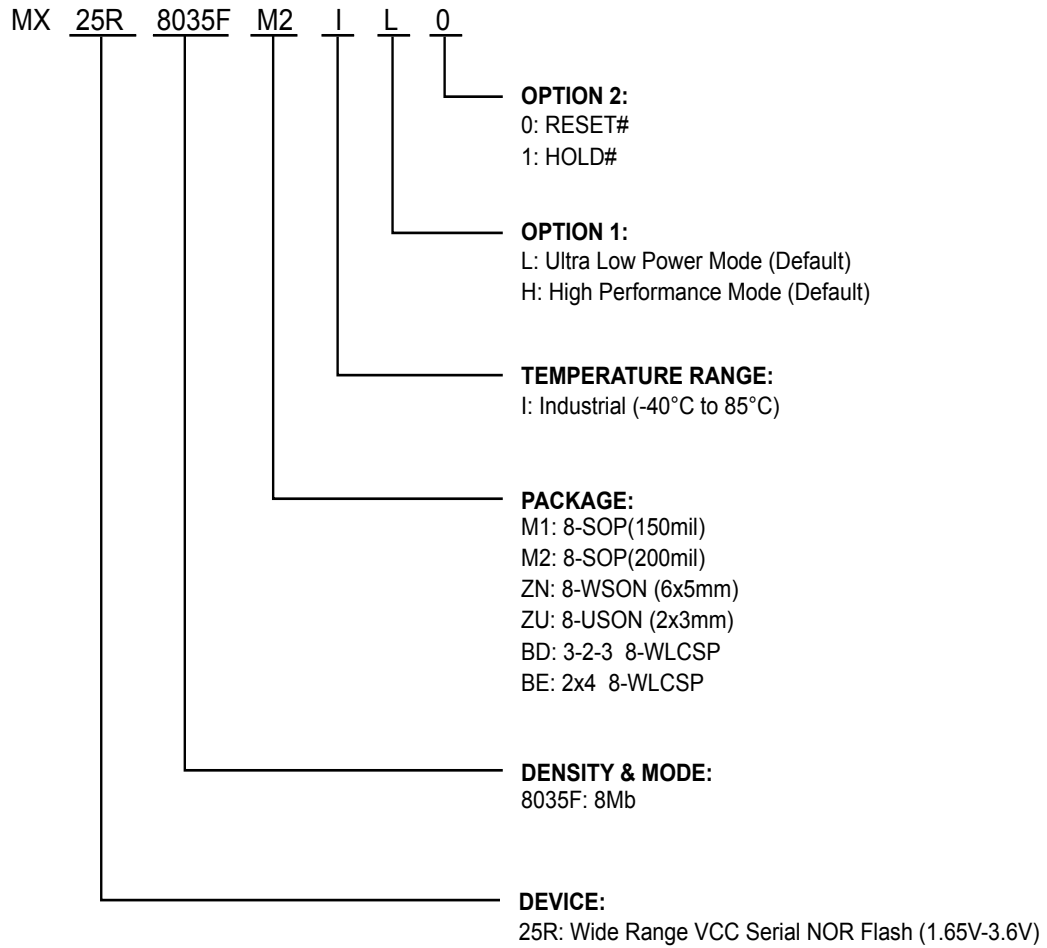 MX 25R 8035F M2 I L 0
OPTION 2:
0: RESET#
1: HOLD#
OPTION 1:
L: Ultra Low Power Mode (Default)
H: High Performance Mode (Default)
TEMPERATURE RANGE:
I: Industrial (-40°C to 85°C)
PACKAGE:
M1: 8-SOP(150mil)
M2: 8-SOP(200mil)
ZN: 8-WSON (6x5mm)
ZU: 8-USON (2x3mm)
BD: 3-2-3 8-WLCSP
BE: 2x4 8-WLCSP
DENSITY & MODE:
8035F: 8Mb
DEVICE:
25R: Wide Range VCC Serial NOR Flash (1.65V-3.6V)